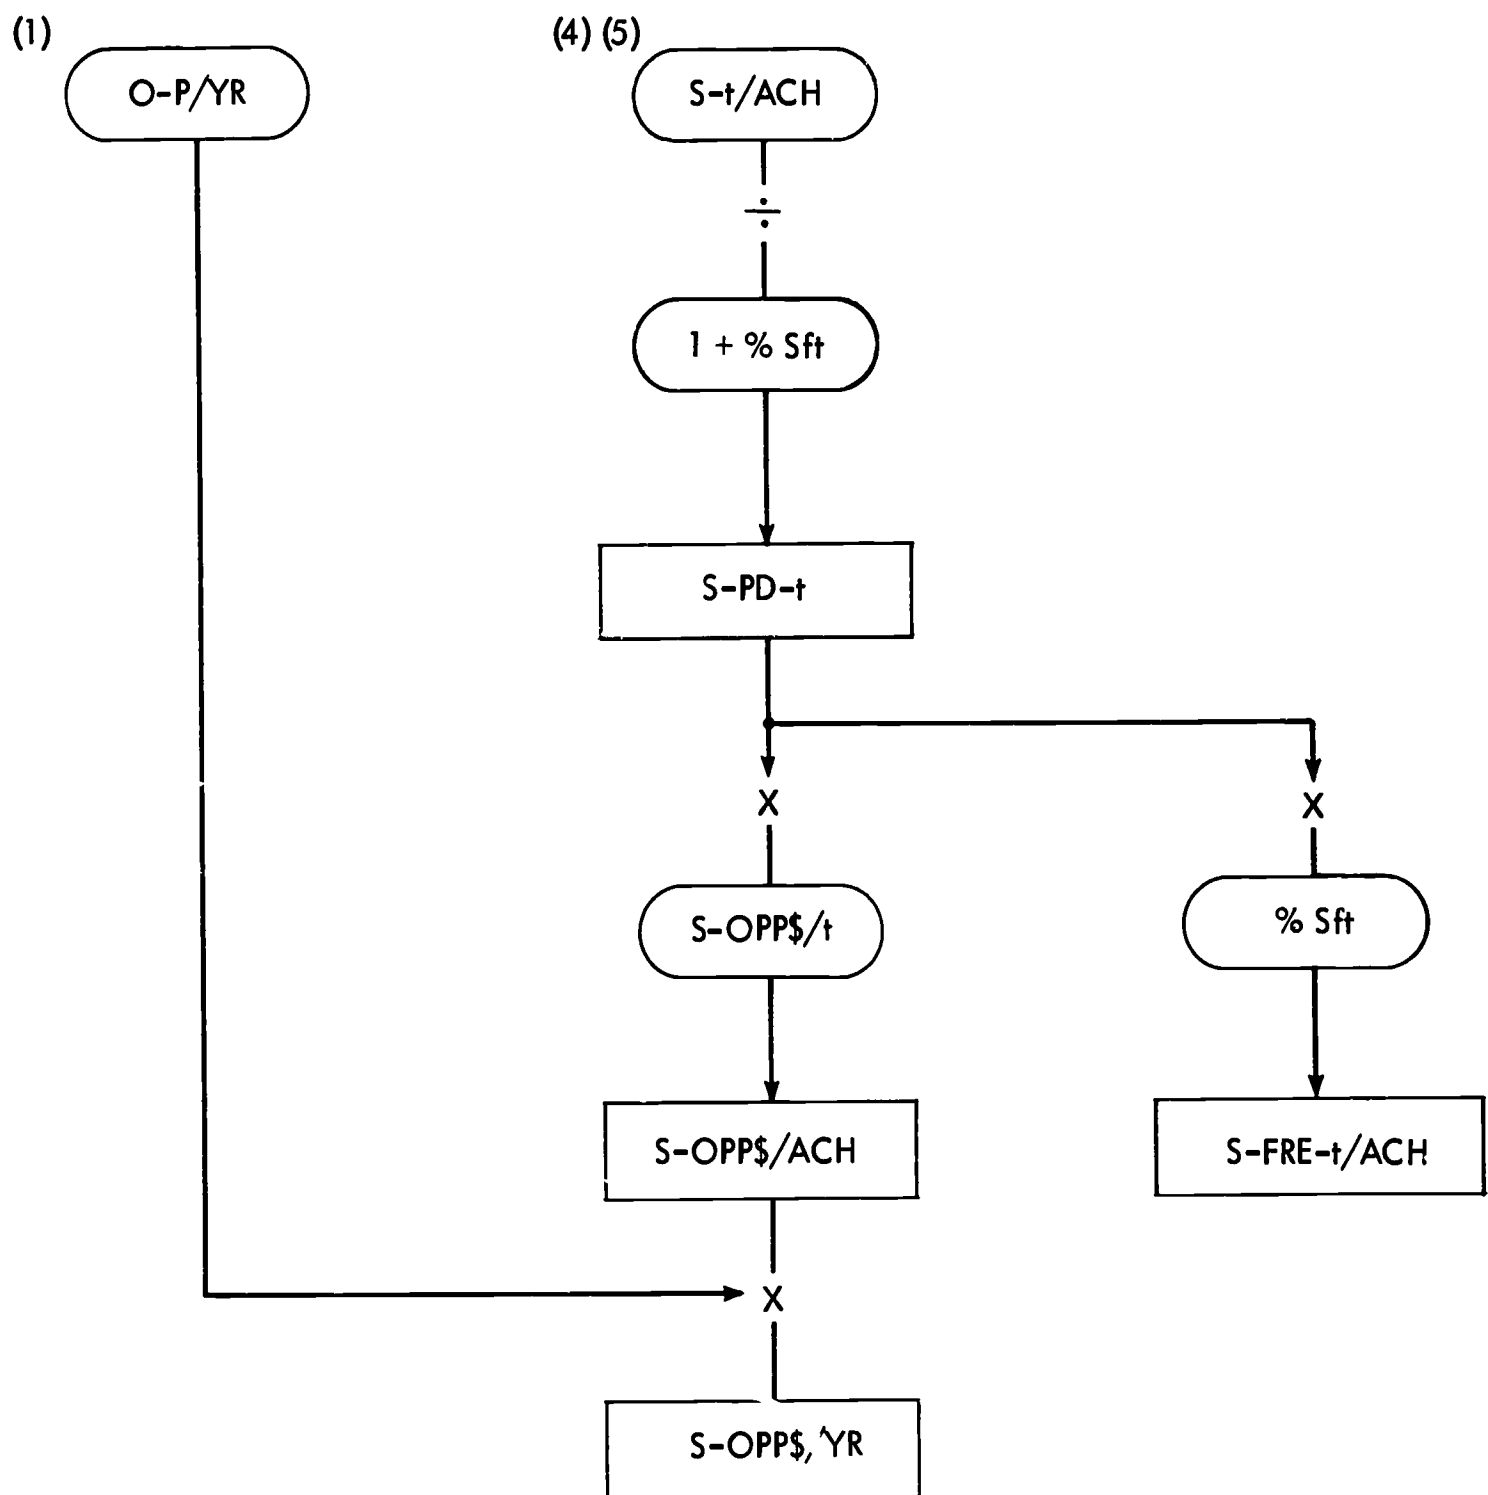 (1)
(4) (5)
O-P/YR
S-t/ACH
÷
1 + % Sft
S-PD-t
X
X
S-OPP$/t
% Sft
S-OPP$/ACH
S-FRE-t/ACH
X
S-OPP$/YR